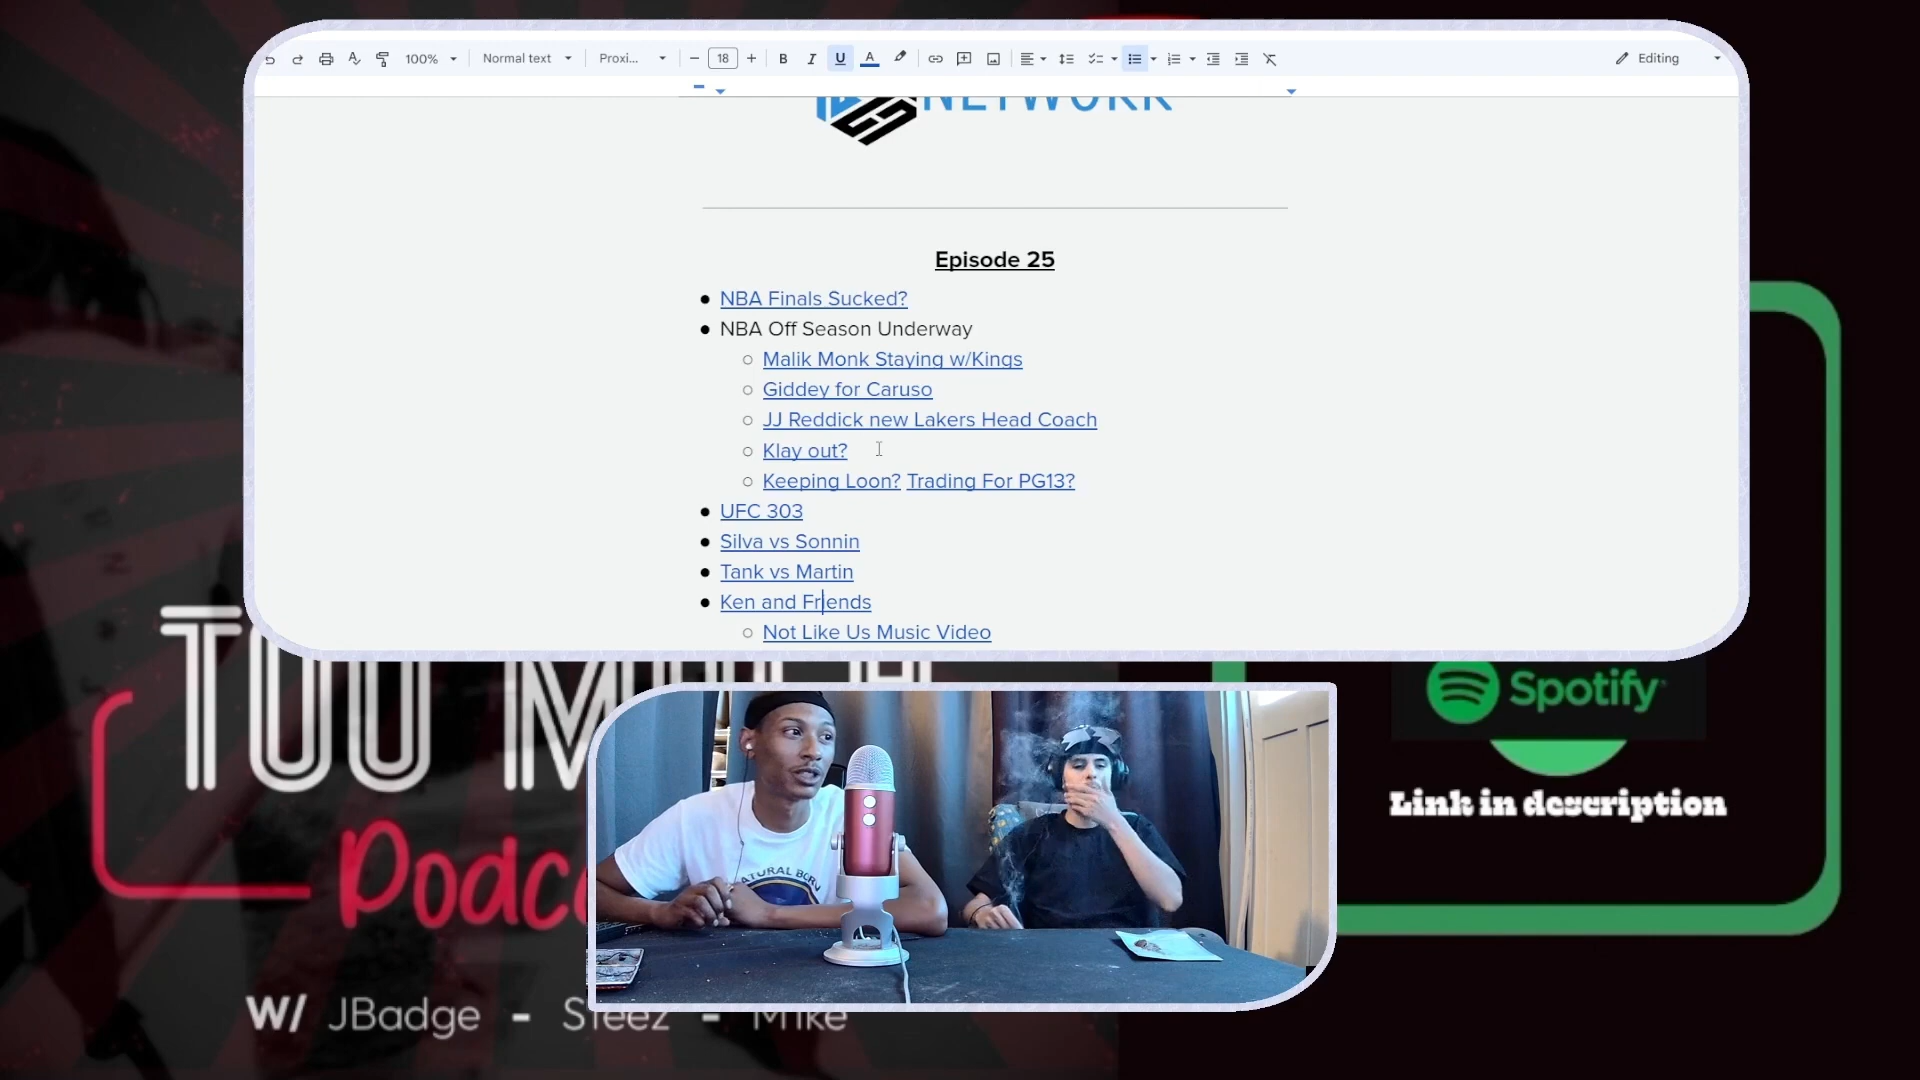 100% Normal text Proxi... 18 B I U A Editing
NETWORK
Episode 25
NBA Finals Sucked?
NBA Off Season Underway
Malik Monk Staying w/Kings
Giddey for Caruso
JJ Reddick new Lakers Head Coach
Klay out?
Keeping Loon? Trading For PG13?
UFC 303
Silva vs Sonnin
Tank vs Martin
Ken and Friends
Not Like Us Music Video
Spotify
Link in description
ATURAL BORN
W/ JBadge - Steez - Mike